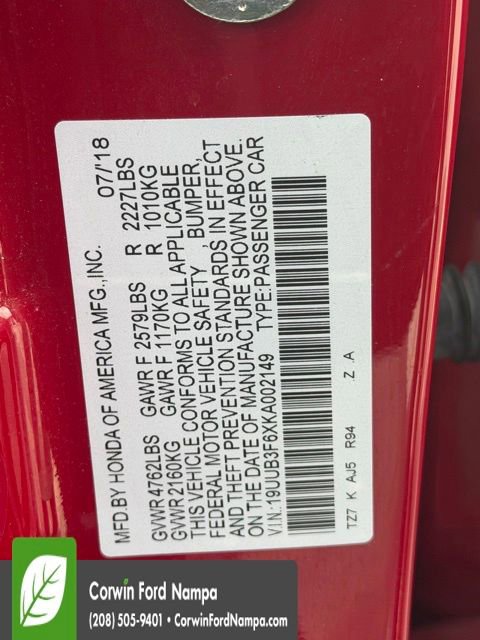 MFD.BY HONDA OF AMERICA MFG.,INC. 07/'18
GVWR 4762LBS GAWR F 2579LBS R 2227LBS
GVWR 2160KG GAWR F 1170KG R 1010KG
THIS VEHICLE CONFORMS TO ALL APPLICABLE
FEDERAL MOTOR VEHICLE SAFETY , BUMPER,
AND THEFT PREVENTION STANDARDS IN EFFECT
ON THE DATE OF MANUFACTURE SHOWN ABOVE.
V.I.N.:19UUB3F6XKA002149 TYPE:PASSENGER CAR
TZ7 K AJ5 R94 Z .A
Corwin Ford Nampa
(208) 505-9401 • CorwinFordNampa.com